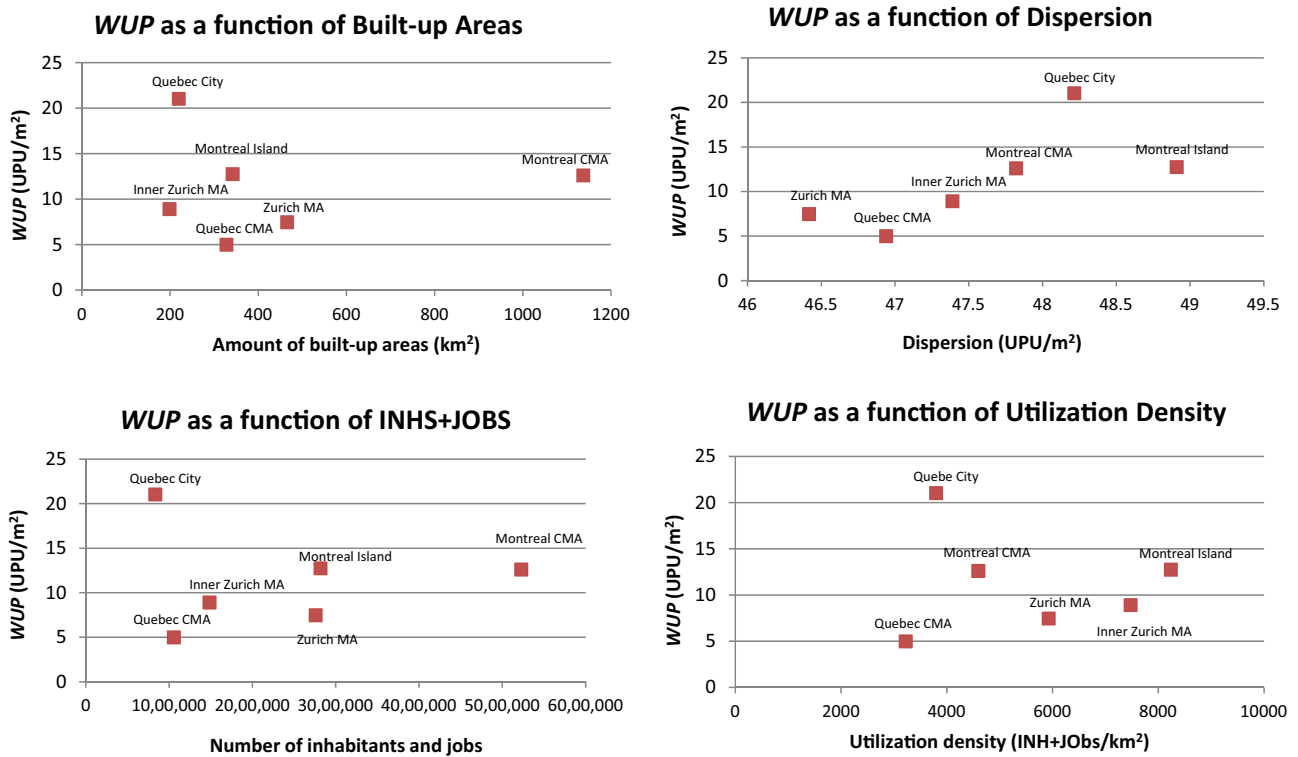 WUP as a function of Built-up Areas
WUP (UPU/m²)
25
20
15
10
5
0
Quebec City
Montreal Island
Montreal CMA
Inner Zurich MA
Zurich MA
Quebec CMA
0 200 400 600 800 1000 1200
Amount of built-up areas (km²)
WUP as a function of Dispersion
WUP (UPU/m²)
25
20
15
10
5
0
Quebec City
Montreal CMA
Montreal Island
Inner Zurich MA
Zurich MA
Quebec CMA
46 46.5 47 47.5 48 48.5 49 49.5
Dispersion (UPU/m²)
WUP as a function of INHS+JOBS
WUP (UPU/m²)
25
20
15
10
5
0
Quebec City
Montreal CMA
Montreal Island
Inner Zurich MA
Quebec CMA
Zurich MA
0 10,00,000 20,00,000 30,00,000 40,00,000 50,00,000 60,00,000
Number of inhabitants and jobs
WUP as a function of Utilization Density
WUP (UPU/m²)
25
20
15
10
5
0
Quebe City
Montreal CMA
Montreal Island
Zurich MA
Quebec CMA
Inner Zurich MA
0 2000 4000 6000 8000 10000
Utilization density (INH+JObs/km²)